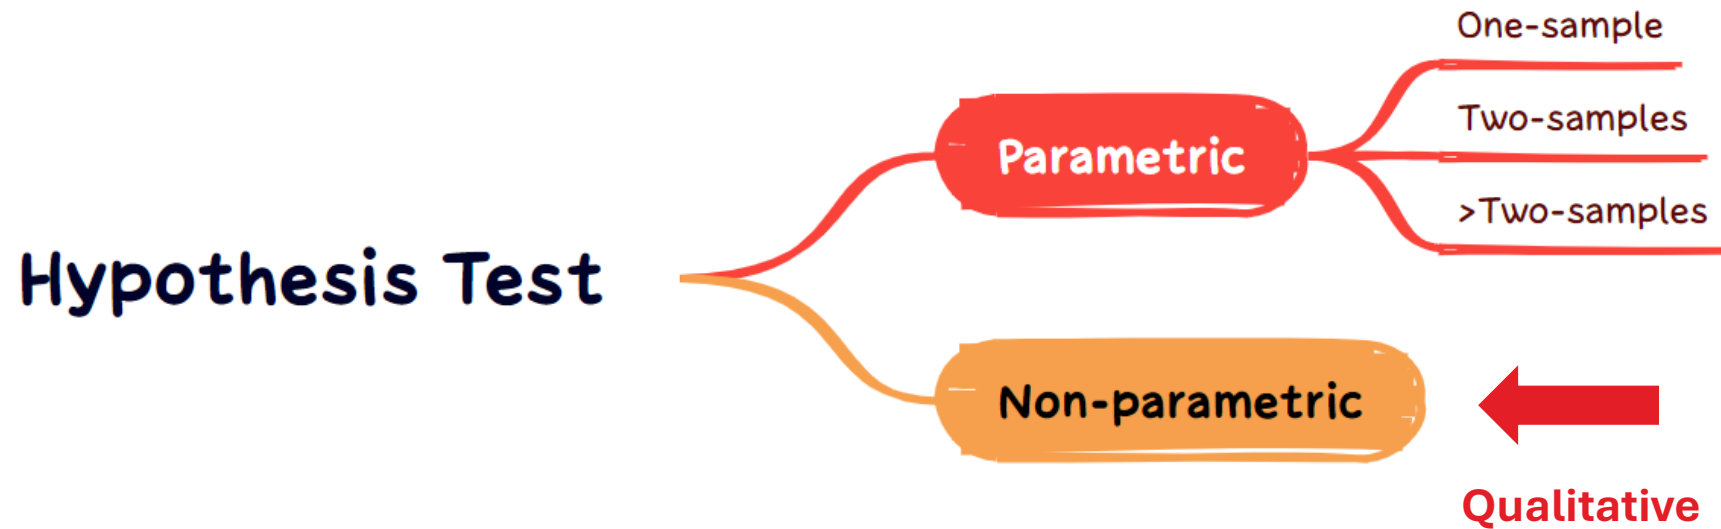 One-sample
Two-samples
Parametric
>Two-samples
Hypothesis Test
Non-parametric
Qualitative